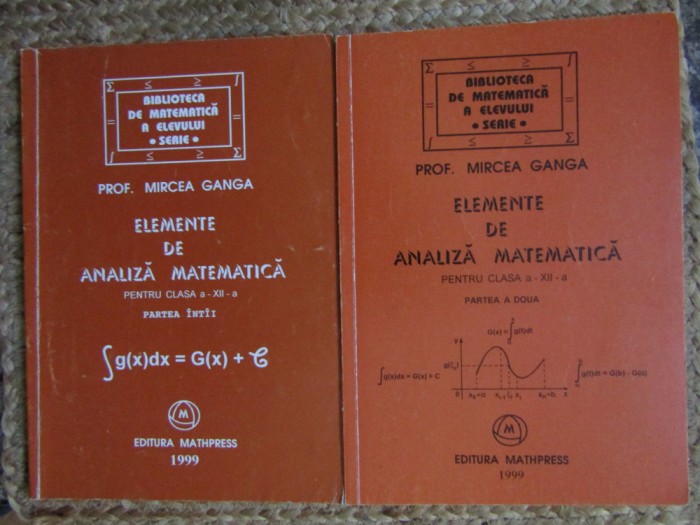 BIBLIOTECA
DE MATEMATICĂ
A ELEVULUI
• SERIE •
PROF. MIRCEA GANGA
ELEMENTE
DE
ANALIZĂ MATEMATICĂ
PENTRU CLASA a - XII - a
PARTEA ÎNTÎI
∫g(x)dx = G(x) + C
M
EDITURA MATHPRESS
1999
BIBLIOTECA
DE MATEMATICĂ
A ELEVULUI
• SERIE •
PROF. MIRCEA GANGA
ELEMENTE
DE
ANALIZĂ MATEMATICĂ
PENTRU CLASA a - XII - a
PARTEA A DOUA
∫g(x)dx = G(x) + C
M
EDITURA MATHPRESS
1999